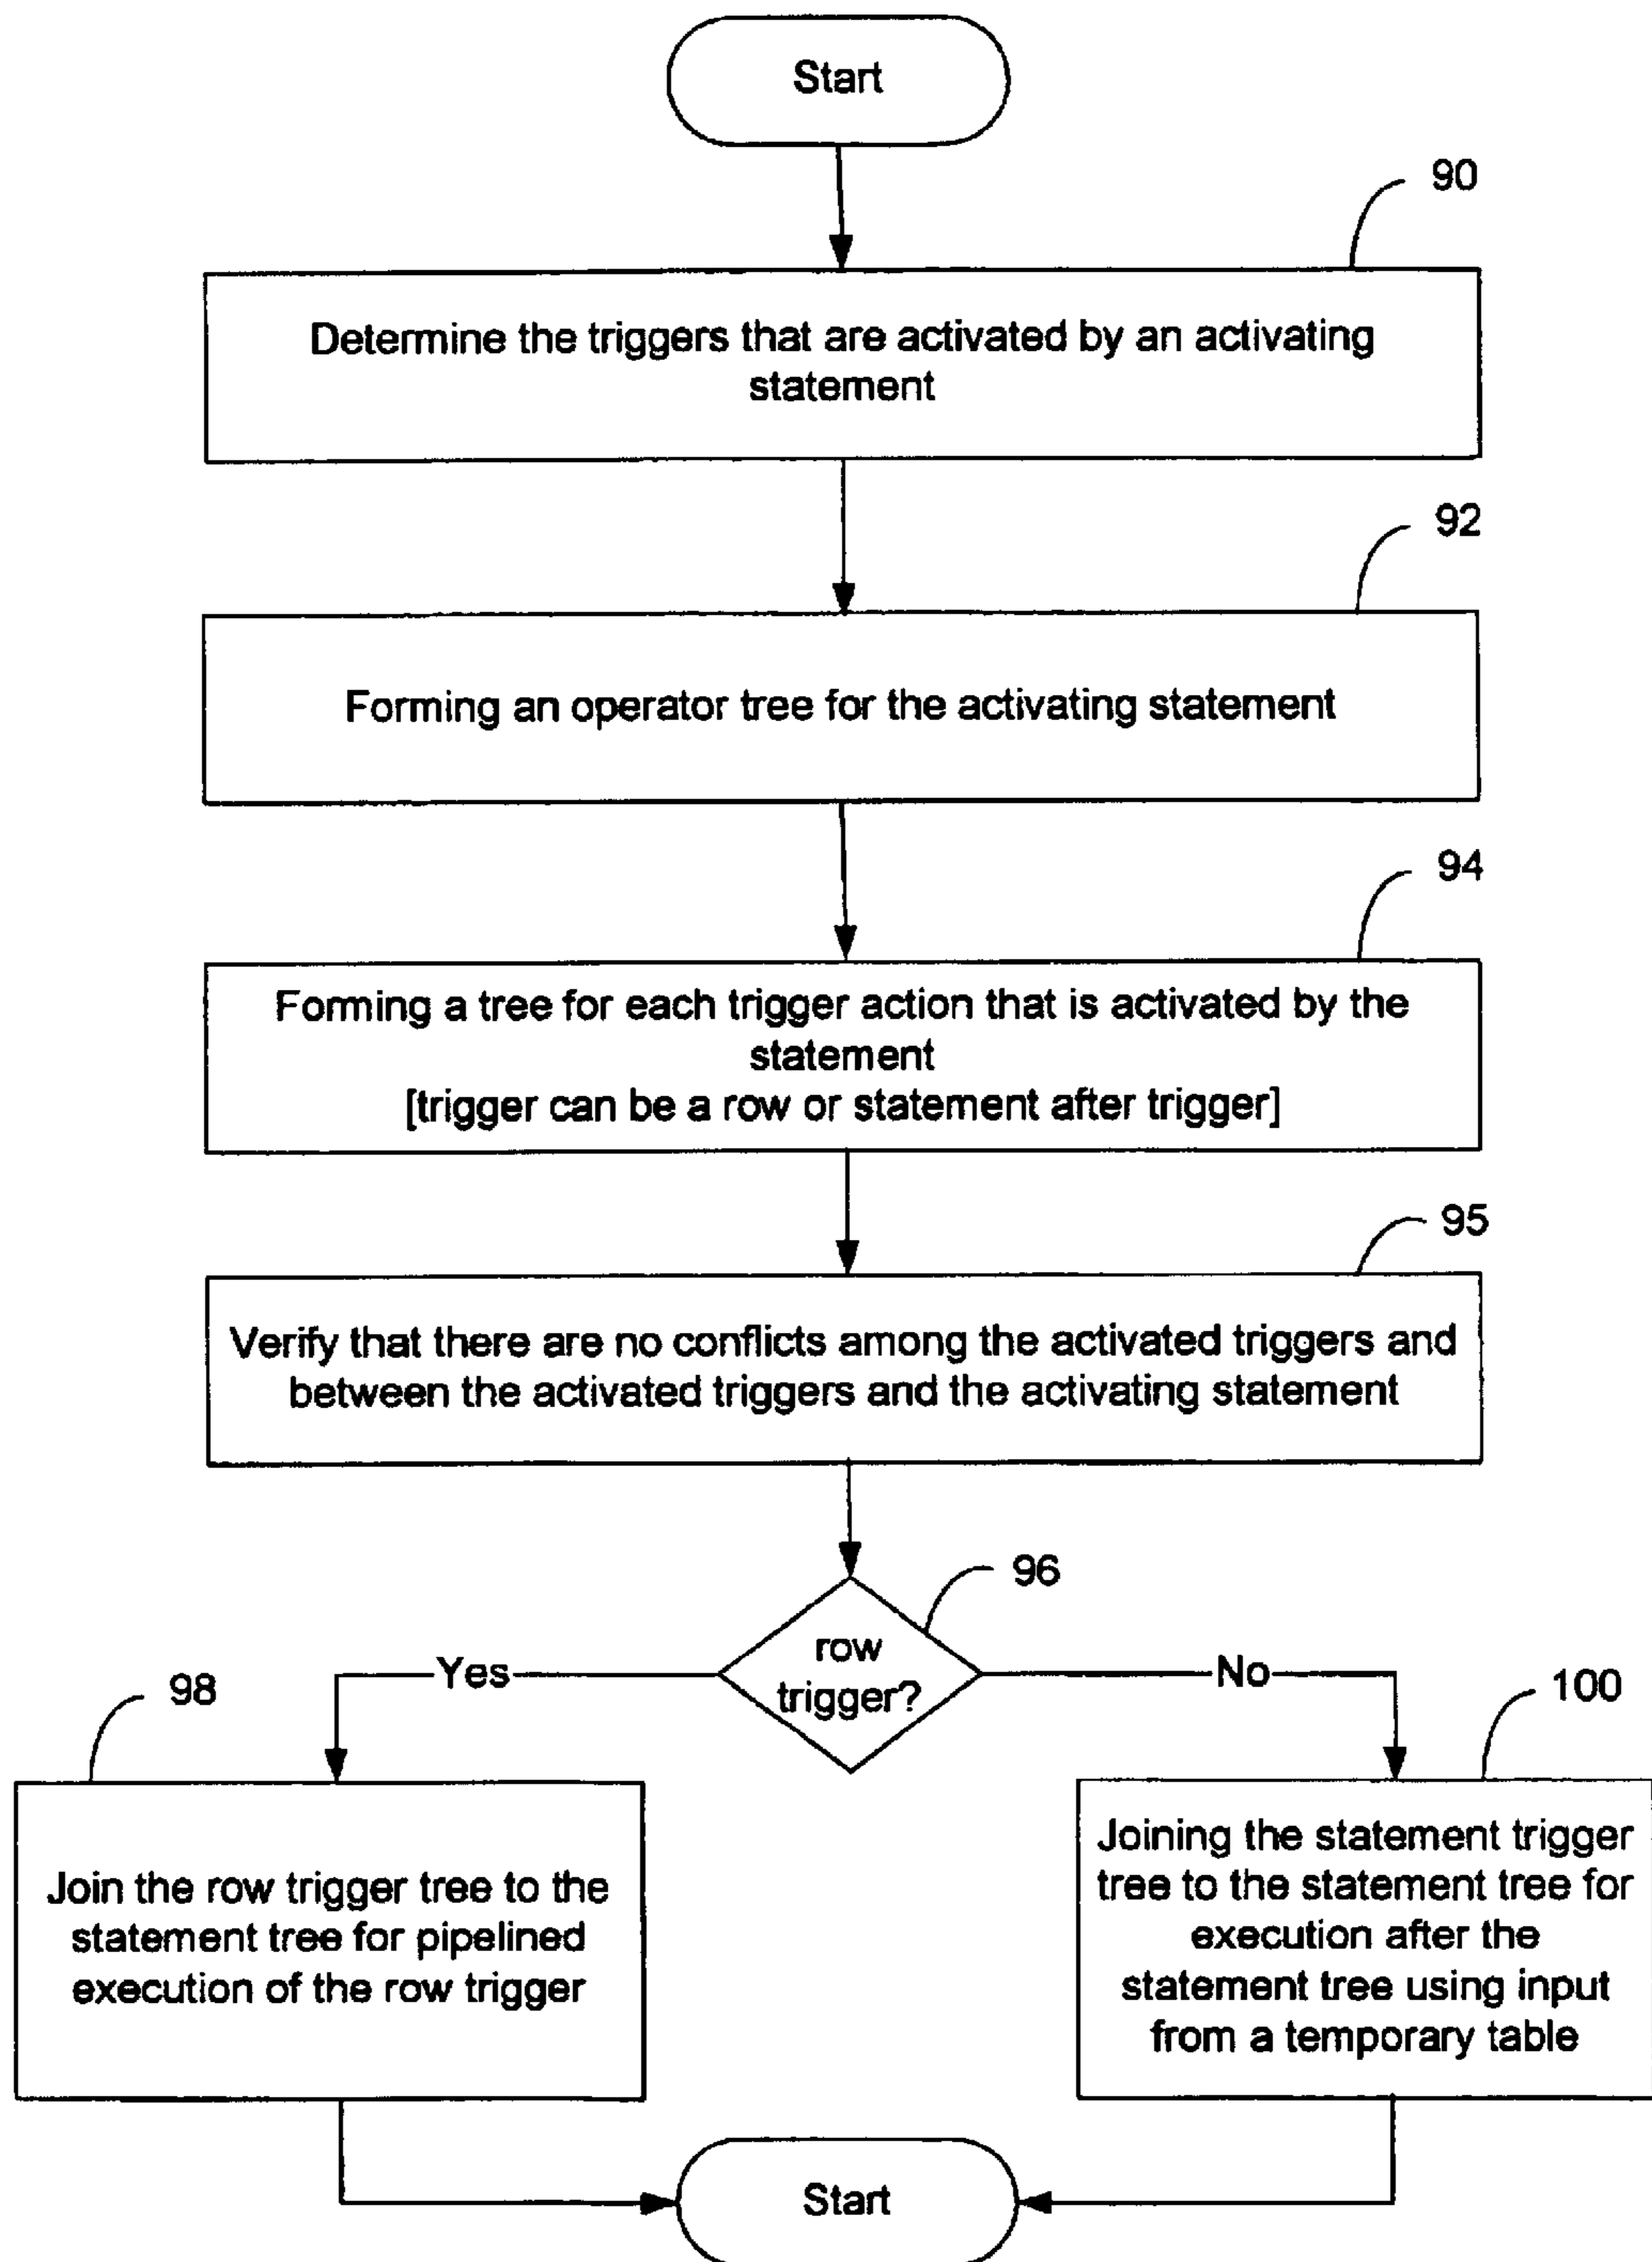 Start
90
Determine the triggers that are activated by an activating
statement
92
Forming an operator tree for the activating statement
94
Forming a tree for each trigger action that is activated by the
statement
[trigger can be a row or statement after trigger]
95
Verify that there are no conflicts among the activated triggers and
between the activated triggers and the activating statement
96
row
trigger?
Yes
No
98
Join the row trigger tree to the
statement tree for pipelined
execution of the row trigger
100
Joining the statement trigger
tree to the statement tree for
execution after the
statement tree using input
from a temporary table
Start